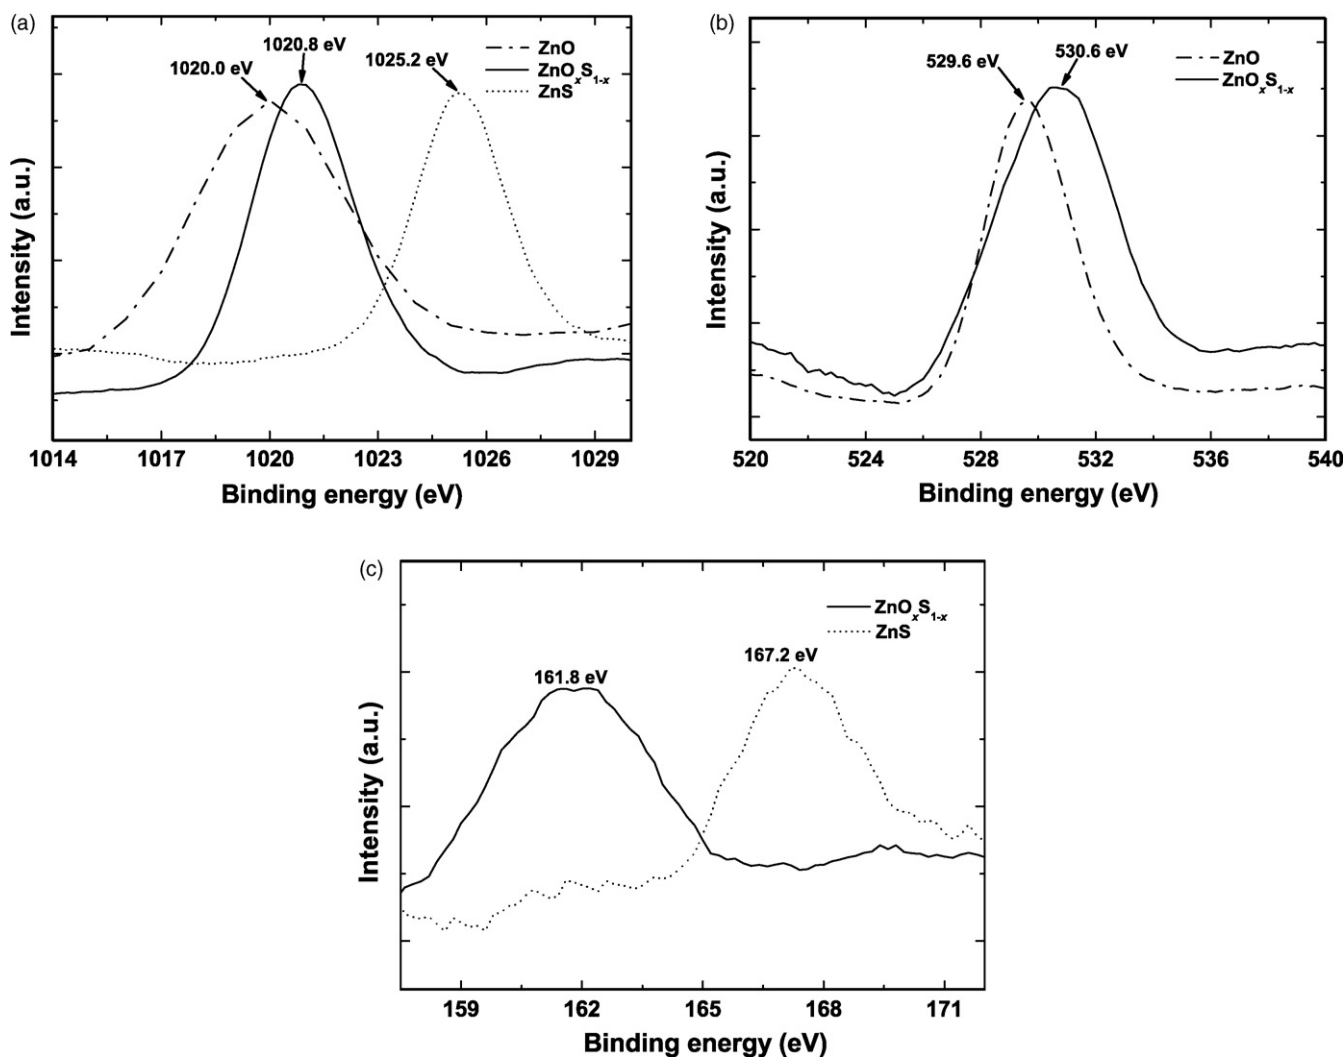 (a)
1020.8 eV
1020.0 eV
1025.2 eV
ZnO
ZnOₓS₁₋ₓ
ZnS
Intensity (a.u.)
1014 1017 1020 1023 1026 1029
Binding energy (eV)
(b)
529.6 eV
530.6 eV
ZnO
ZnOₓS₁₋ₓ
Intensity (a.u.)
520 524 528 532 536 540
Binding energy (eV)
(c)
ZnOₓS₁₋ₓ
ZnS
161.8 eV
167.2 eV
Intensity (a.u.)
159 162 165 168 171
Binding energy (eV)